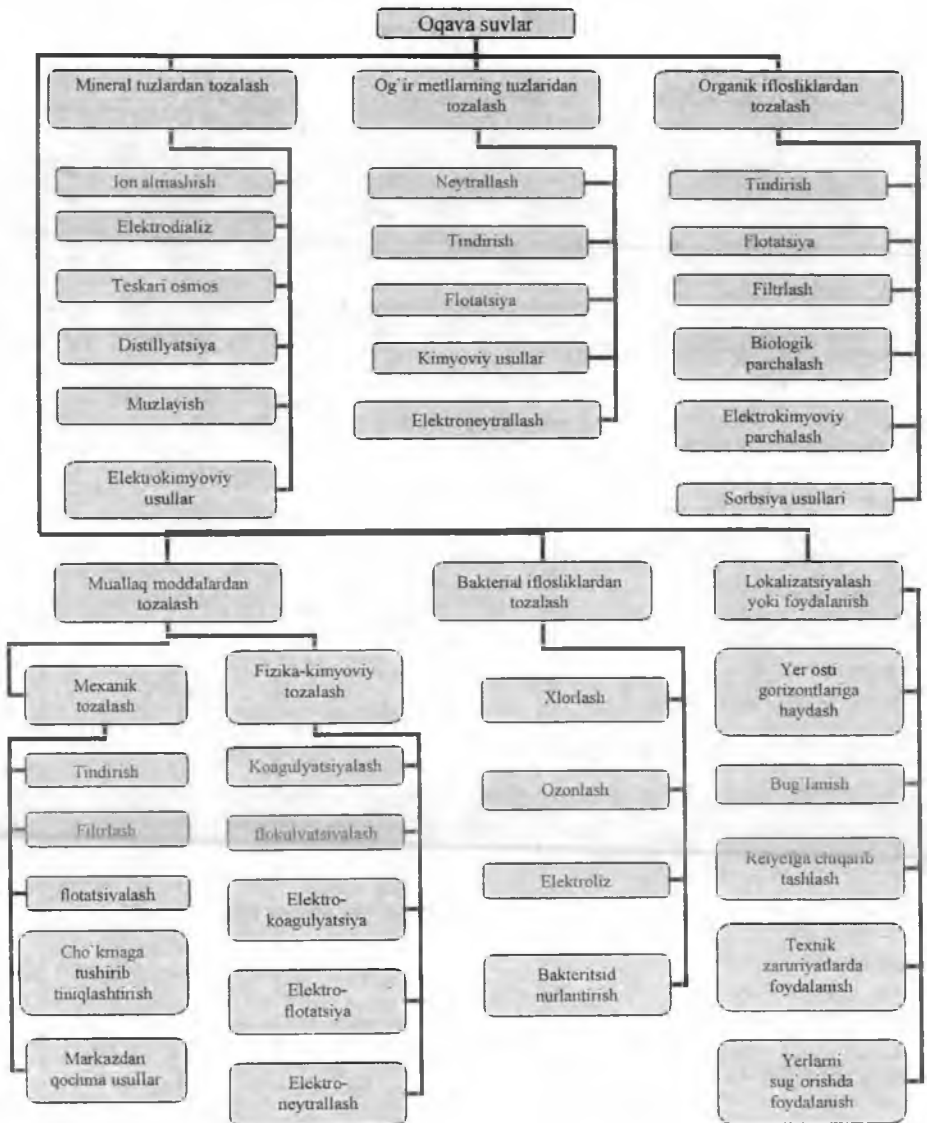 Oqava suvlar
Mineral tuzlardan tozalash
Og`ir metllarning tuzlaridan
tozalash
Organik iflosliklardan
tozalash
Ion almashish
Elektrodializ
Teskari osmos
Distillyatsiya
Muzlayish
Elektrokimyoviy
usullar
Neytrallash
Tindirish
Flotatsiya
Kimyoviy usullar
Elektroneytrallash
Tindirish
Flotatsiya
Filtrlash
Biologik
parchalash
Elektrokimyoviy
parchalash
Sorbsiya usullari
Muallaq moddalardan
tozalash
Bakterial iflosliklardan
tozalash
Lokalizatsiyalash
yoki foydalanish
Mexanik
tozalash
Tindirish
Filtrlash
flotatsiyalash
Cho`kmaga
tushirib
tiniqlashtirish
Markazdan
qochma usullar
Fizika-kimyoviy
tozalash
Koagulyatsiyalash
flokulyatsiyalash
Elektro-
koagulyatsiya
Elektro-
flotatsiya
Elektro-
neytrallash
Xlorlash
Ozonlash
Elektroliz
Bakteritsid
nurlantirish
Yer osti
gorizontlariga
haydash
Bug`lanish
chiqarib
tashlash
Texnik
zaruriyatlarda
foydalanish
Yerlarni
sug`orishda
foydalanish